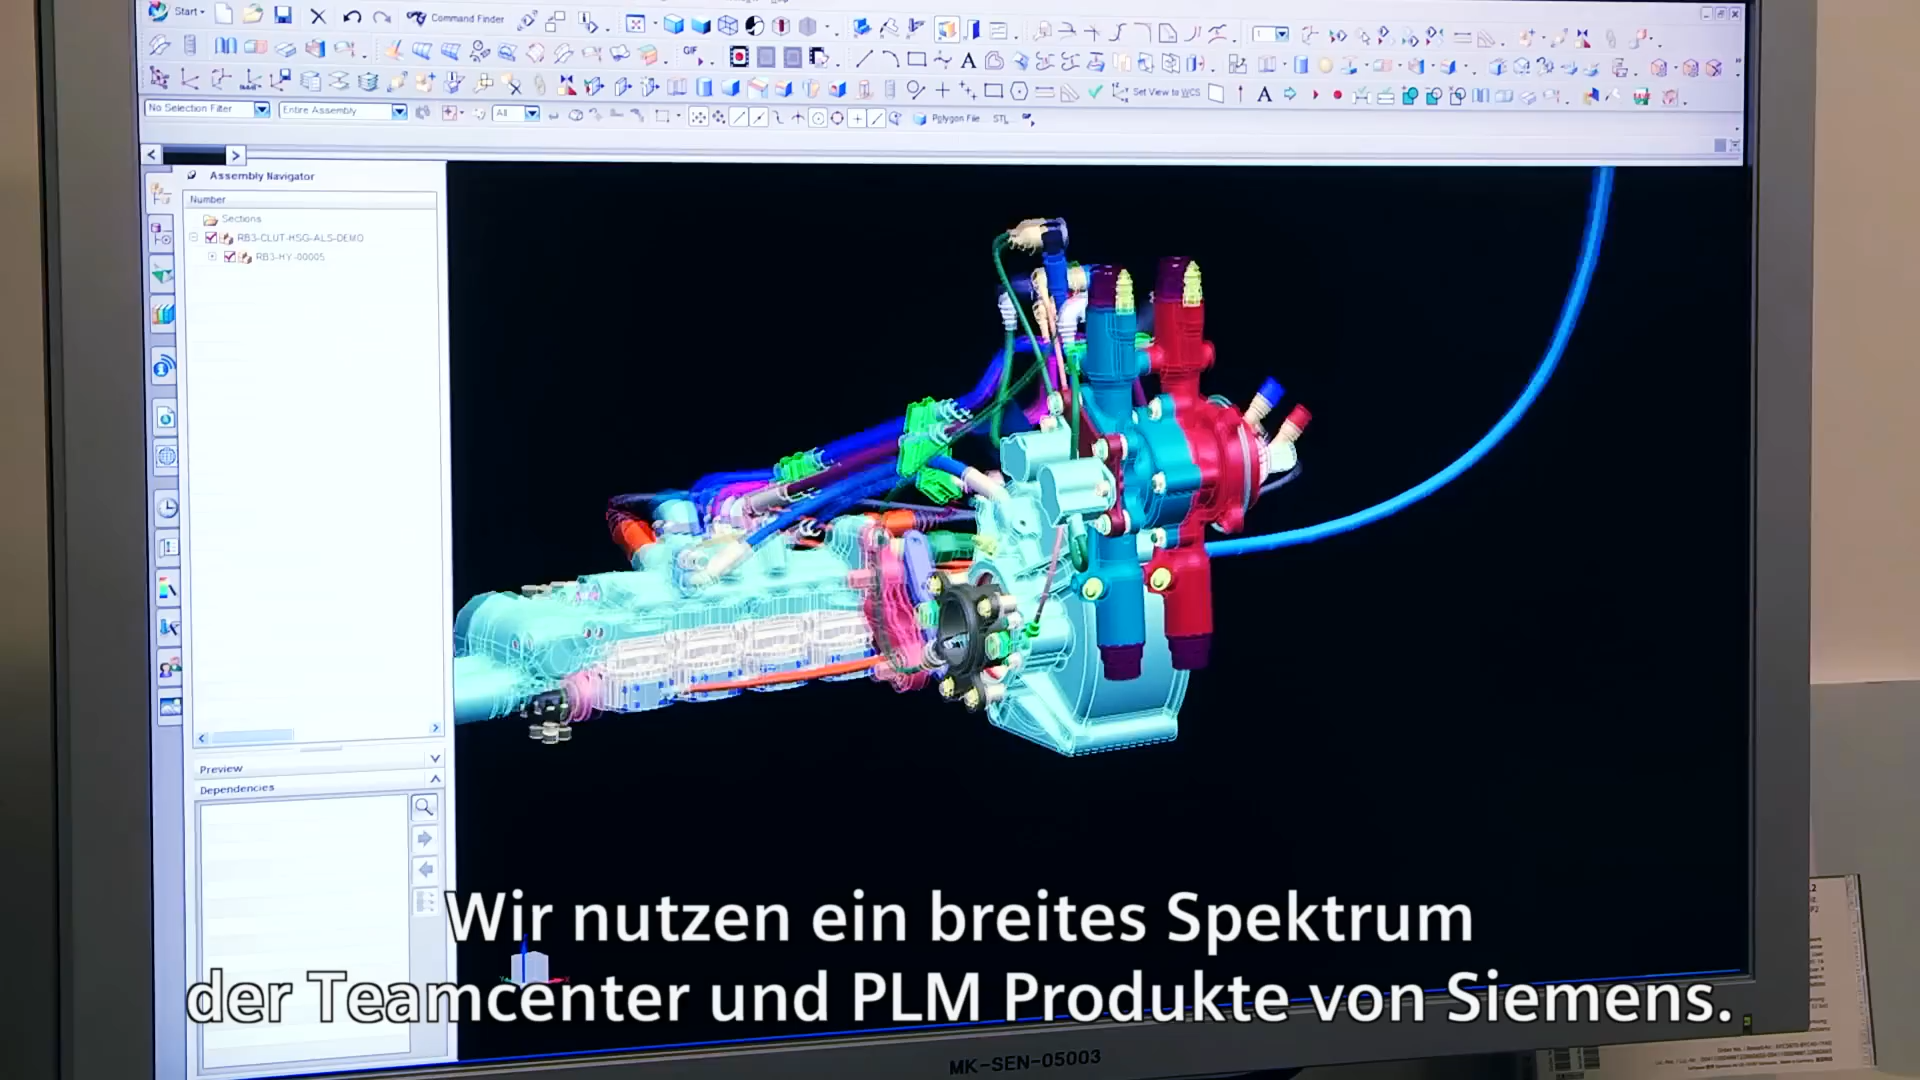 Start
Command Finder
GIF
A
Set View to WCS
A
No Selection Filter
Entire Assembly
All
Polygon File
STL
Assembly Navigator
Number
Sections
RB3-CLUT-HSG-ALS-DEMO
RB3-HY-00005
Preview
Dependencies
Wir nutzen ein breites Spektrum
der Teamcenter und PLM Produkte von Siemens.
MK-SEN-05003